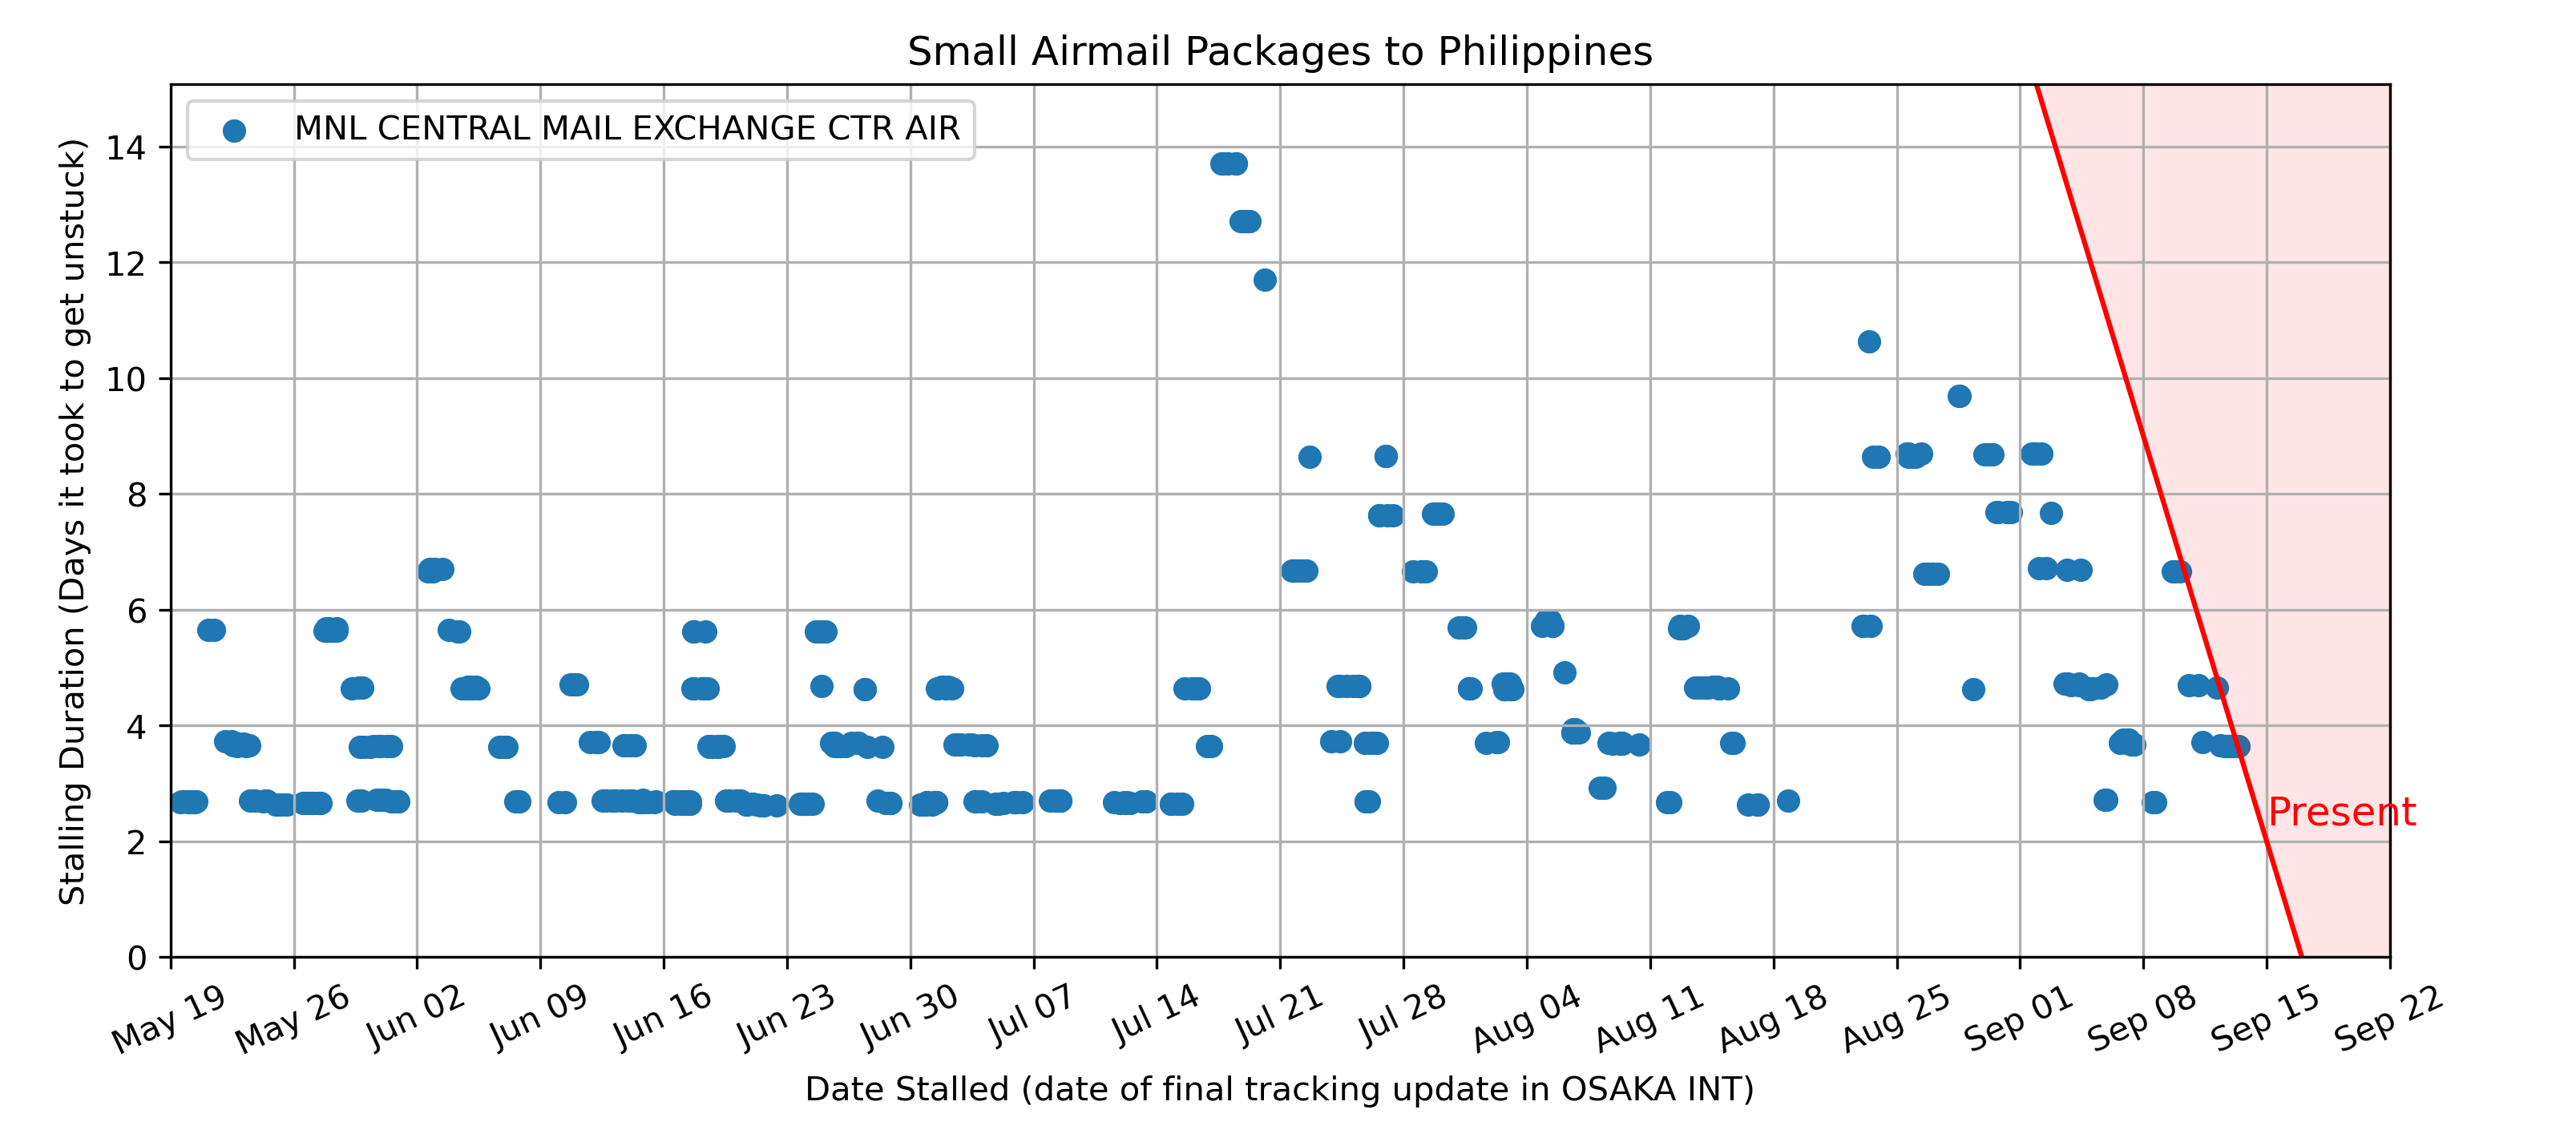 Small Airmail Packages to Philippines
MNL CENTRAL MAIL EXCHANGE CTR AIR
Stalling Duration (Days it took to get unstuck)
14
12
10
8
6
4
2
0
Present
May 19
May 26
Jun 02
Jun 09
Jun 16
Jun 23
Jun 30
Jul 07
Jul 14
Jul 21
Jul 28
Aug 04
Aug 11
Aug 18
Aug 25
Sep 01
Sep 08
Sep 15
Sep 22
Date Stalled (date of final tracking update in OSAKA INT)